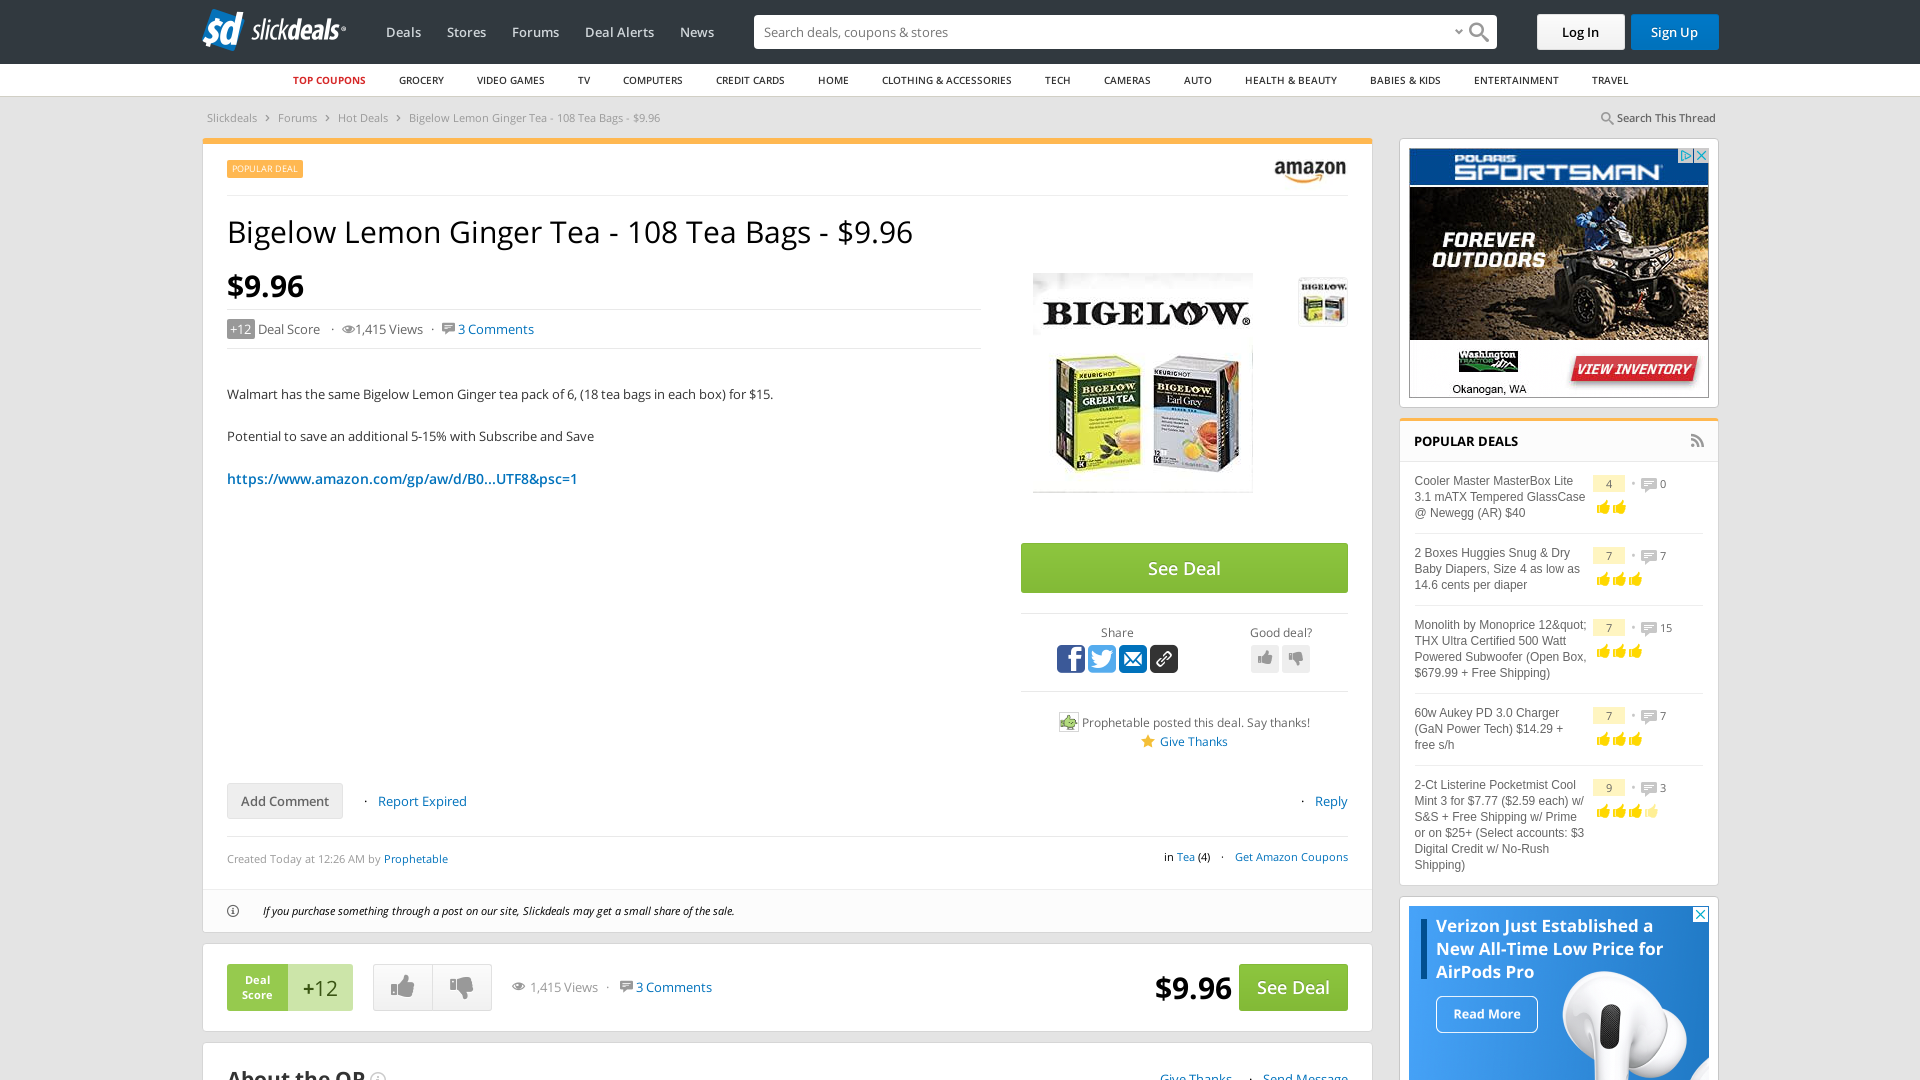 slickdeals
Deals
Stores
Forums
Deal Alerts
News
Search deals, coupons & stores
Log In
Sign Up
TOP COUPONS
GROCERY
VIDEO GAMES
TV
COMPUTERS
CREDIT CARDS
HOME
CLOTHING & ACCESSORIES
TECH
CAMERAS
AUTO
HEALTH & BEAUTY
BABIES & KIDS
ENTERTAINMENT
TRAVEL
Slickdeals › Forums › Hot Deals › Bigelow Lemon Ginger Tea - 108 Tea Bags - $9.96
Search This Thread
POPULAR DEAL
amazon
Bigelow Lemon Ginger Tea - 108 Tea Bags - $9.96
$9.96
+12 Deal Score · 1,415 Views · 3 Comments
Walmart has the same Bigelow Lemon Ginger tea pack of 6, (18 tea bags in each box) for $15.
Potential to save an additional 5-15% with Subscribe and Save
https://www.amazon.com/gp/aw/d/B0...UTF8&psc=1
BIGELOW®
KEURIG HOT
BIGELOW
GREEN TEA
CLASSIC
12
K
KEURIG HOT
BIGELOW
Earl Grey
BLACK TEA
12
K
BIGELOW
See Deal
Share
Good deal?
Prophetable posted this deal. Say thanks!
Give Thanks
Add Comment
· Report Expired
· Reply
Created Today at 12:26 AM by Prophetable
in Tea (4) · Get Amazon Coupons
If you purchase something through a post on our site, Slickdeals may get a small share of the sale.
Deal
Score
+12
1,415 Views · 3 Comments
$9.96
See Deal
About the OP
Give Thanks · Send Message
POLARIS
SPORTSMAN
FOREVER
OUTDOORS
Washington
TRACTOR
Okanogan, WA
VIEW INVENTORY
POPULAR DEALS
Cooler Master MasterBox Lite
3.1 mATX Tempered GlassCase
@ Newegg (AR) $40
4 • 0
2 Boxes Huggies Snug & Dry
Baby Diapers, Size 4 as low as
14.6 cents per diaper
7 • 7
Monolith by Monoprice 12&quot;
THX Ultra Certified 500 Watt
Powered Subwoofer (Open Box,
$679.99 + Free Shipping)
7 • 15
60w Aukey PD 3.0 Charger
(GaN Power Tech) $14.29 +
free s/h
7 • 7
2-Ct Listerine Pocketmist Cool
Mint 3 for $7.77 ($2.59 each) w/
S&S + Free Shipping w/ Prime
or on $25+ (Select accounts: $3
Digital Credit w/ No-Rush
Shipping)
9 • 3
Verizon Just Established a
New All-Time Low Price for
AirPods Pro
Read More